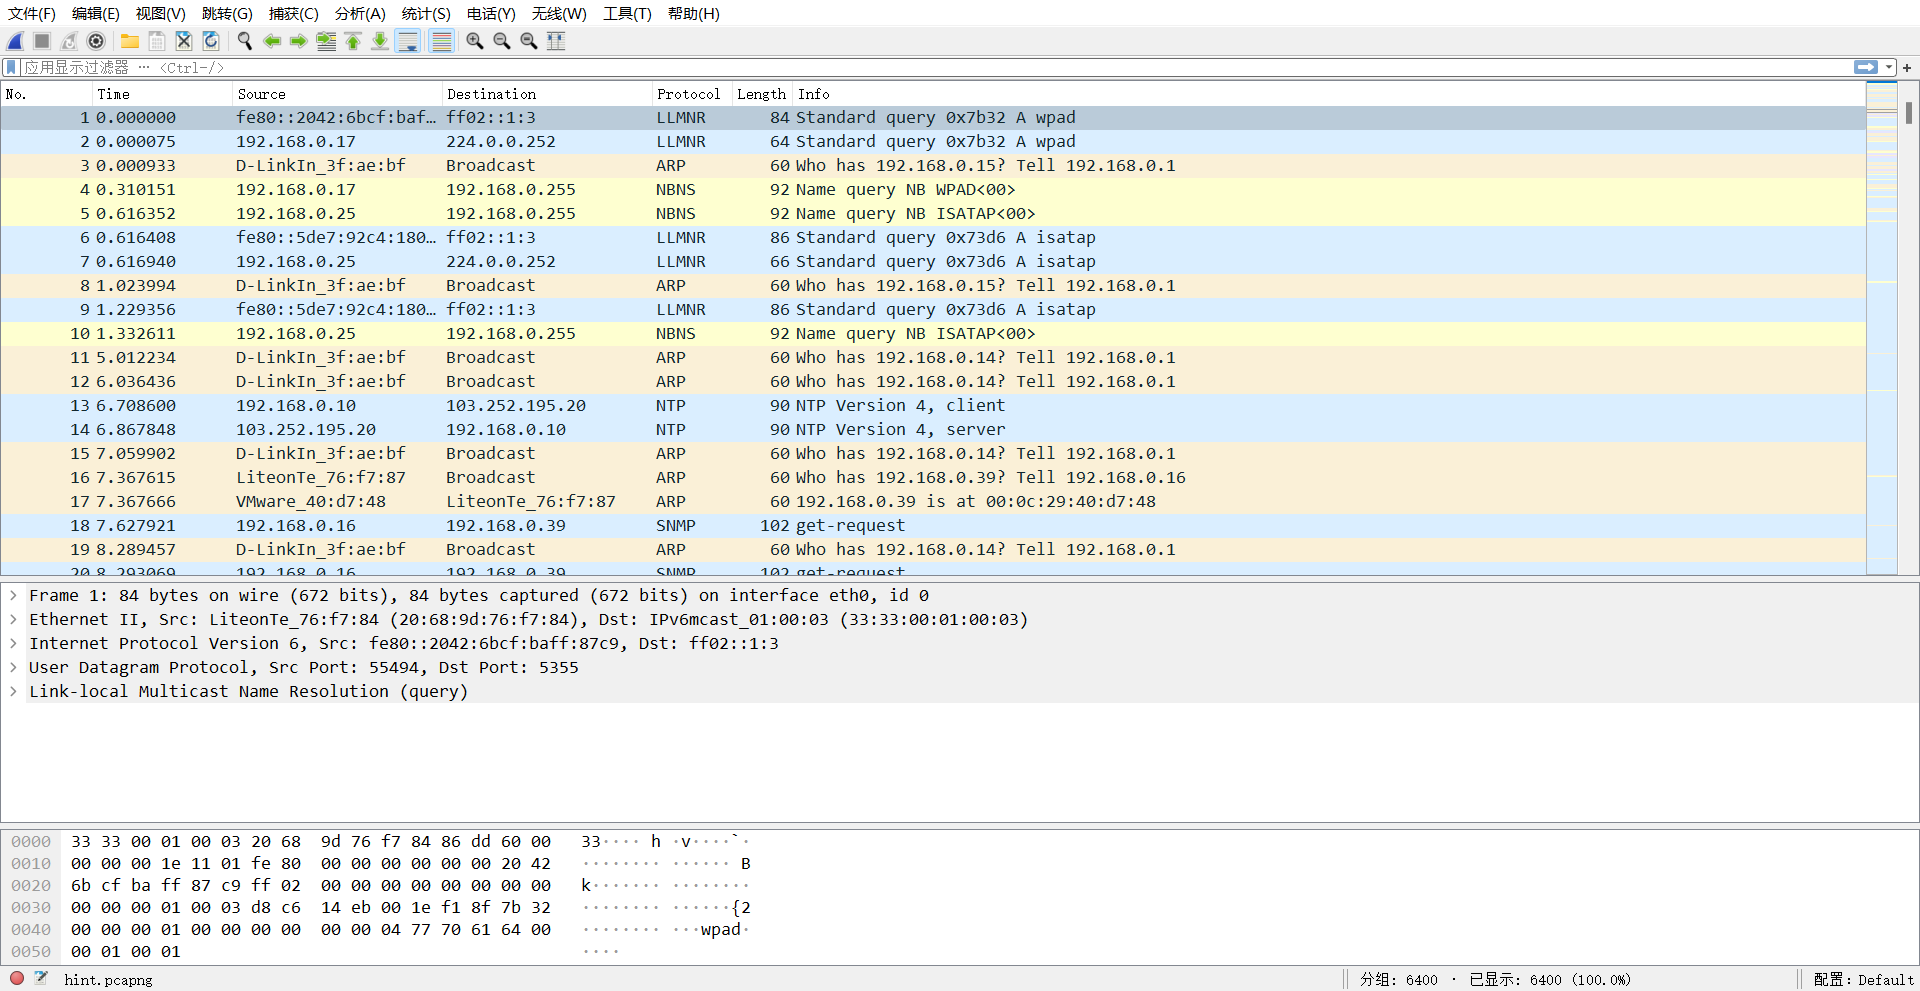 文件(F) 编辑(E) 视图(V) 跳转(G) 捕获(C) 分析(A) 统计(S) 电话(Y) 无线(W) 工具(T) 帮助(H)
应用显示过滤器 … <Ctrl-/>
No. Time Source Destination Protocol Length Info
1 0.000000 fe80::2042:6bcf:baf… ff02::1:3 LLMNR 84 Standard query 0x7b32 A wpad
2 0.000075 192.168.0.17 224.0.0.252 LLMNR 64 Standard query 0x7b32 A wpad
3 0.000933 D-LinkIn_3f:ae:bf Broadcast ARP 60 Who has 192.168.0.15? Tell 192.168.0.1
4 0.310151 192.168.0.17 192.168.0.255 NBNS 92 Name query NB WPAD<00>
5 0.616352 192.168.0.25 192.168.0.255 NBNS 92 Name query NB ISATAP<00>
6 0.616408 fe80::5de7:92c4:180… ff02::1:3 LLMNR 86 Standard query 0x73d6 A isatap
7 0.616940 192.168.0.25 224.0.0.252 LLMNR 66 Standard query 0x73d6 A isatap
8 1.023994 D-LinkIn_3f:ae:bf Broadcast ARP 60 Who has 192.168.0.15? Tell 192.168.0.1
9 1.229356 fe80::5de7:92c4:180… ff02::1:3 LLMNR 86 Standard query 0x73d6 A isatap
10 1.332611 192.168.0.25 192.168.0.255 NBNS 92 Name query NB ISATAP<00>
11 5.012234 D-LinkIn_3f:ae:bf Broadcast ARP 60 Who has 192.168.0.14? Tell 192.168.0.1
12 6.036436 D-LinkIn_3f:ae:bf Broadcast ARP 60 Who has 192.168.0.14? Tell 192.168.0.1
13 6.708600 192.168.0.10 103.252.195.20 NTP 90 NTP Version 4, client
14 6.867848 103.252.195.20 192.168.0.10 NTP 90 NTP Version 4, server
15 7.059902 D-LinkIn_3f:ae:bf Broadcast ARP 60 Who has 192.168.0.14? Tell 192.168.0.1
16 7.367615 LiteonTe_76:f7:87 Broadcast ARP 60 Who has 192.168.0.39? Tell 192.168.0.16
17 7.367666 VMware_40:d7:48 LiteonTe_76:f7:87 ARP 60 192.168.0.39 is at 00:0c:29:40:d7:48
18 7.627921 192.168.0.16 192.168.0.39 SNMP 102 get-request
19 8.289457 D-LinkIn_3f:ae:bf Broadcast ARP 60 Who has 192.168.0.14? Tell 192.168.0.1
20 8.293069 192.168.0.16 192.168.0.39 SNMP 102 get-request
Frame 1: 84 bytes on wire (672 bits), 84 bytes captured (672 bits) on interface eth0, id 0
Ethernet II, Src: LiteonTe_76:f7:84 (20:68:9d:76:f7:84), Dst: IPv6mcast_01:00:03 (33:33:00:01:00:03)
Internet Protocol Version 6, Src: fe80::2042:6bcf:baff:87c9, Dst: ff02::1:3
User Datagram Protocol, Src Port: 55494, Dst Port: 5355
Link-local Multicast Name Resolution (query)
0000 33 33 00 01 00 03 20 68 9d 76 f7 84 86 dd 60 00 33···· h ·v····`·
0010 00 00 00 1e 11 01 fe 80 00 00 00 00 00 00 20 42 ········ ······ B
0020 6b cf ba ff 87 c9 ff 02 00 00 00 00 00 00 00 00 k······· ········
0030 00 00 00 01 00 03 d8 c6 14 eb 00 1e f1 8f 7b 32 ········ ······{2
0040 00 00 00 01 00 00 00 00 00 00 04 77 70 61 64 00 ········ ···wpad·
0050 00 01 00 01 ····
hint.pcapng 分组: 6400 · 已显示: 6400 (100.0%) 配置: Default